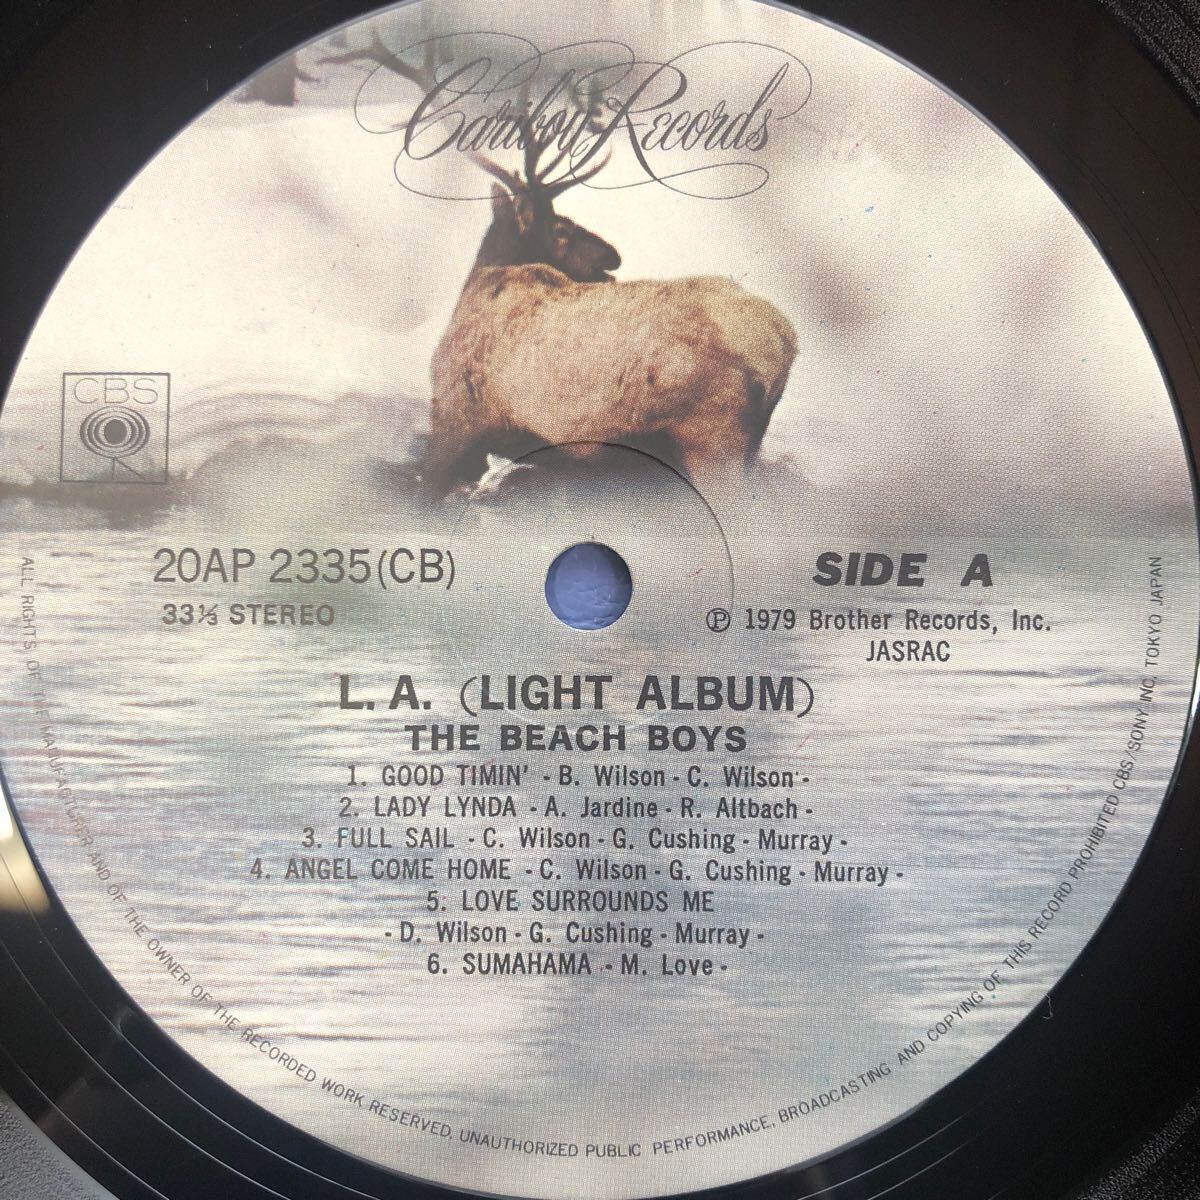 Caribou Records
CBS
20AP 2335(CB)
33⅓ STEREO
SIDE A
Ⓟ 1979 Brother Records, Inc.
JASRAC
L.A. (LIGHT ALBUM)
THE BEACH BOYS
1. GOOD TIMIN' - B. Wilson - C. Wilson -
2. LADY LYNDA - A. Jardine - R. Altbach -
3. FULL SAIL - C. Wilson - G. Cushing - Murray -
4. ANGEL COME HOME - C. Wilson - G. Cushing - Murray -
5. LOVE SURROUNDS ME
- D. Wilson - G. Cushing - Murray -
6. SUMAHAMA - M. Love -
ALL RIGHTS OF THE MANUFACTURER AND OF THE OWNER OF THE RECORDED WORK RESERVED. UNAUTHORIZED PUBLIC PERFORMANCE, BROADCASTING AND COPYING OF THIS RECORD PROHIBITED CBS/SONY INC. TOKYO JAPAN